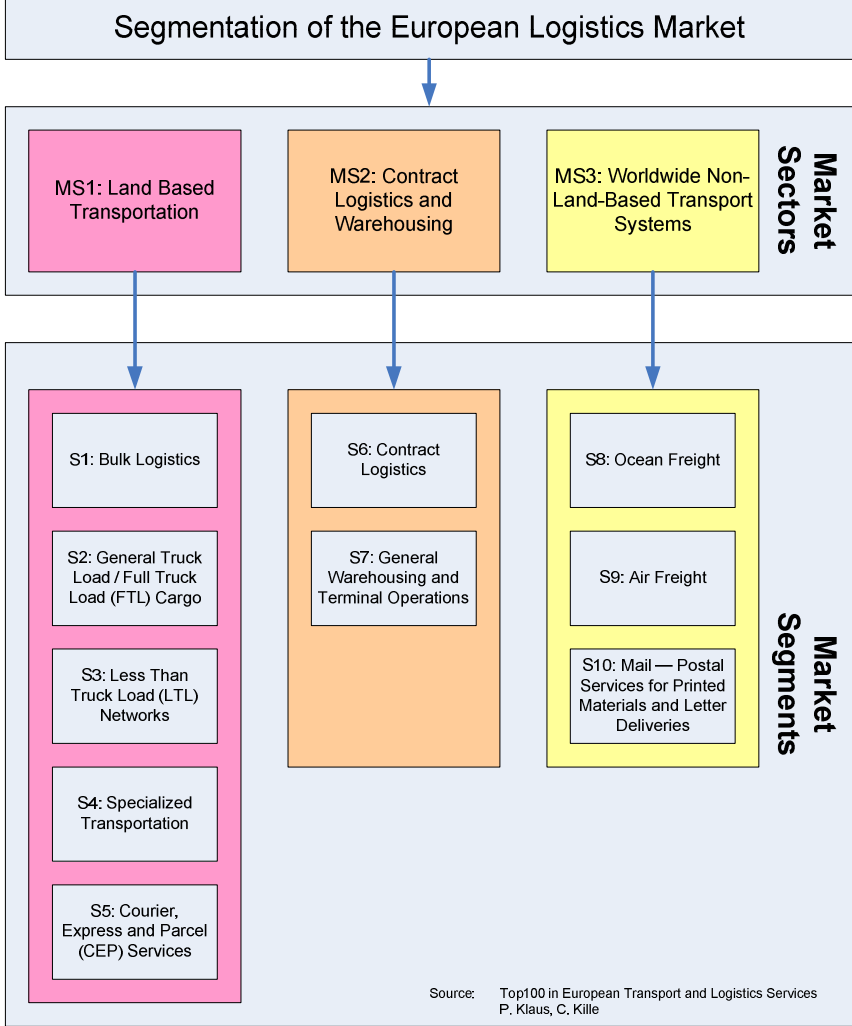 Segmentation of the European Logistics Market
MS1: Land Based
Transportation
MS2: Contract
Logistics and
Warehousing
MS3: Worldwide Non-
Land-Based Transport
Systems
Market
Sectors
S1: Bulk Logistics
S2: General Truck
Load / Full Truck
Load (FTL) Cargo
S3: Less Than
Truck Load (LTL)
Networks
S4: Specialized
Transportation
S5: Courier,
Express and Parcel
(CEP) Services
S6: Contract
Logistics
S7: General
Warehousing and
Terminal Operations
S8: Ocean Freight
S9: Air Freight
S10: Mail — Postal
Services for Printed
Materials and Letter
Deliveries
Market
Segments
Source: Top100 in European Transport and Logistics Services
P. Klaus, C. Kille